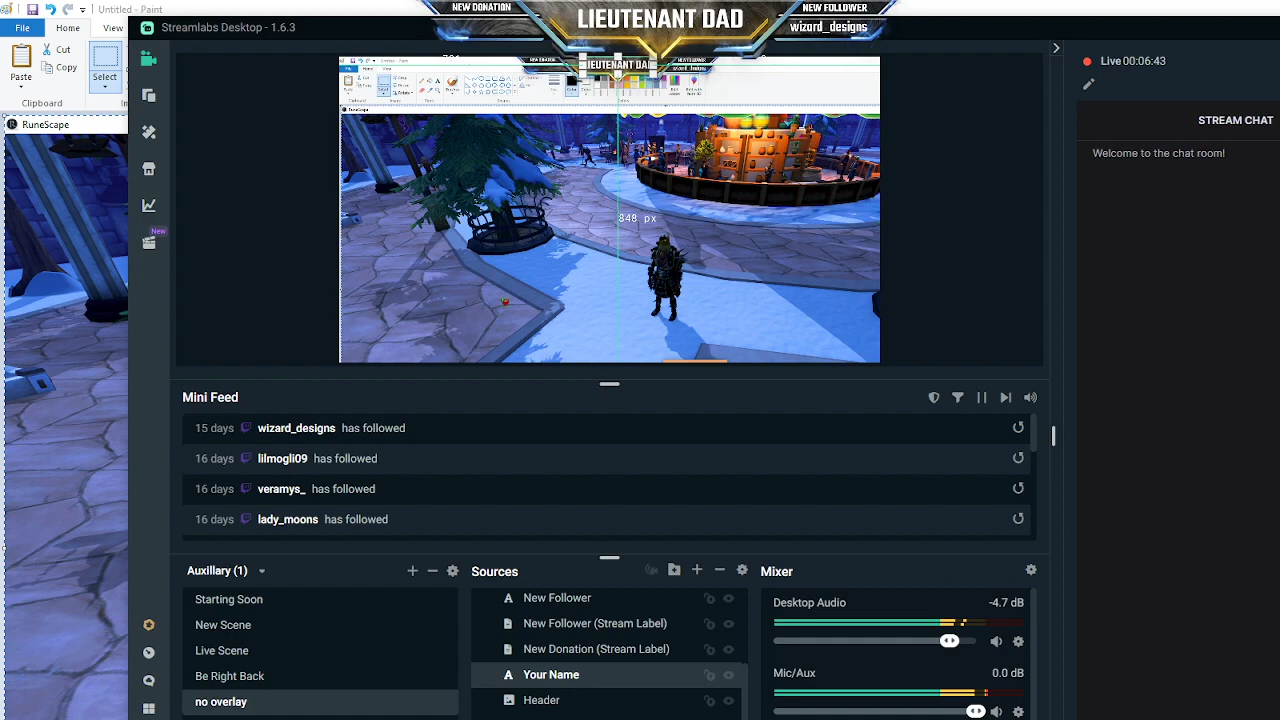 Untitled - Paint
NEW DONATION
LIEUTENANT DAD
NEW FOLLOWER
wizard_designs
File
Home
View
Streamlabs Desktop - 1.6.3
Paste
Cut
Copy
Select
Clipboard
RuneScape
848 px
Live 00:06:43
STREAM CHAT
Welcome to the chat room!
New
Mini Feed
15 days wizard_designs has followed
16 days lilmogli09 has followed
16 days veramys_ has followed
16 days lady_moons has followed
Auxillary (1)
Starting Soon
New Scene
Live Scene
Be Right Back
no overlay
Sources
New Follower
New Follower (Stream Label)
New Donation (Stream Label)
Your Name
Header
Mixer
Desktop Audio -4.7 dB
Mic/Aux 0.0 dB